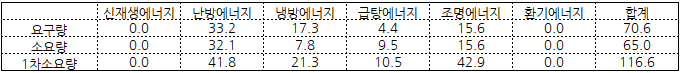 신재생에너지 난방에너지 냉방에너지 급탕에너지 조명에너지 환기에너지 합계
요구량 0.0 33.2 17.3 4.4 15.6 0.0 70.6
소요량 0.0 32.1 7.8 9.5 15.6 0.0 65.0
1차소요량 0.0 41.8 21.3 10.5 42.9 0.0 116.6